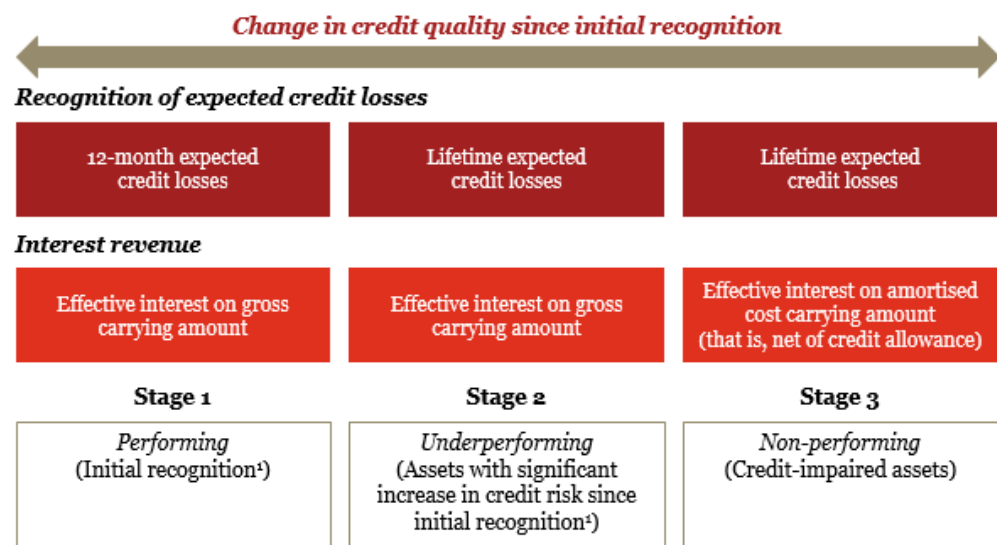 Change in credit quality since initial recognition
Recognition of expected credit losses
12-month expected
credit losses
Lifetime expected
credit losses
Lifetime expected
credit losses
Interest revenue
Effective interest on gross
carrying amount
Effective interest on gross
carrying amount
Effective interest on amortised
cost carrying amount
(that is, net of credit allowance)
Stage 1
Stage 2
Stage 3
Performing
(Initial recognition¹)
Underperforming
(Assets with significant
increase in credit risk since
initial recognition¹)
Non-performing
(Credit-impaired assets)